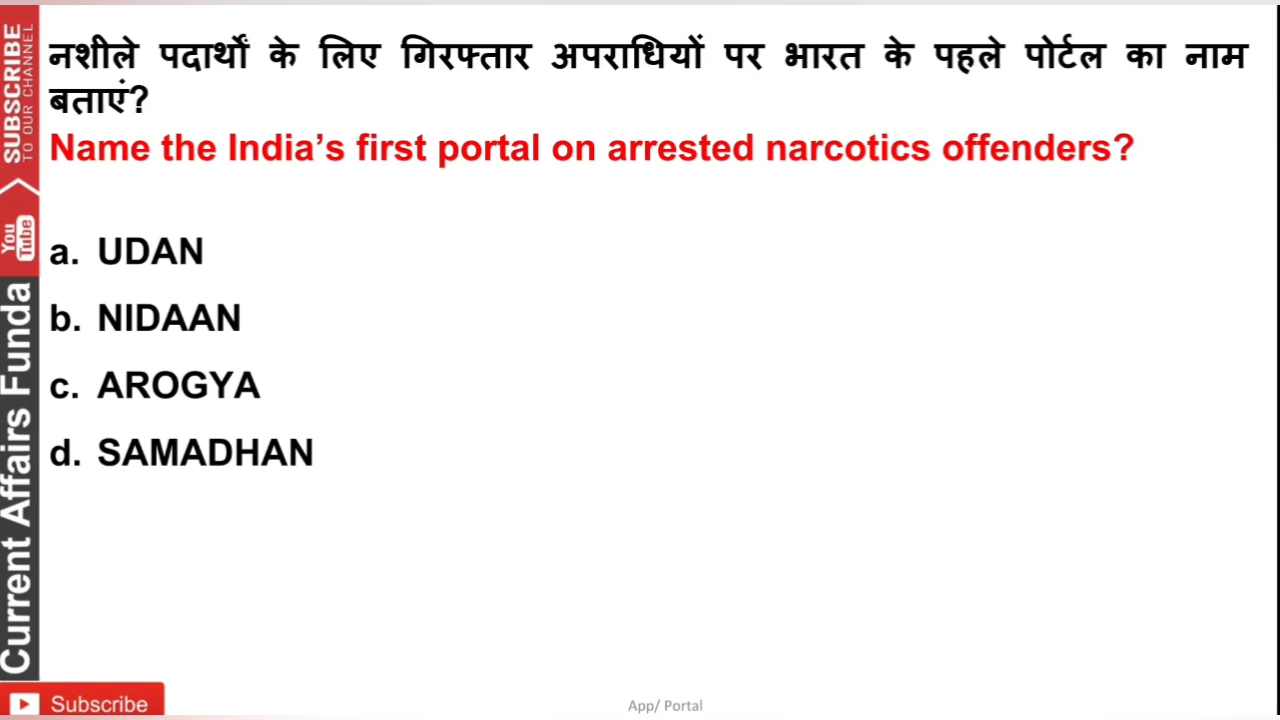 नशीले पदार्थों के लिए गिरफ्तार अपराधियों पर भारत के पहले पोर्टल का नाम
बताएं?
Name the India’s first portal on arrested narcotics offenders?
a. UDAN
b. NIDAAN
c. AROGYA
d. SAMADHAN
SUBSCRIBE
TO OUR CHANNEL
You
Tube
Current Affairs Funda
Subscribe
App/ Portal